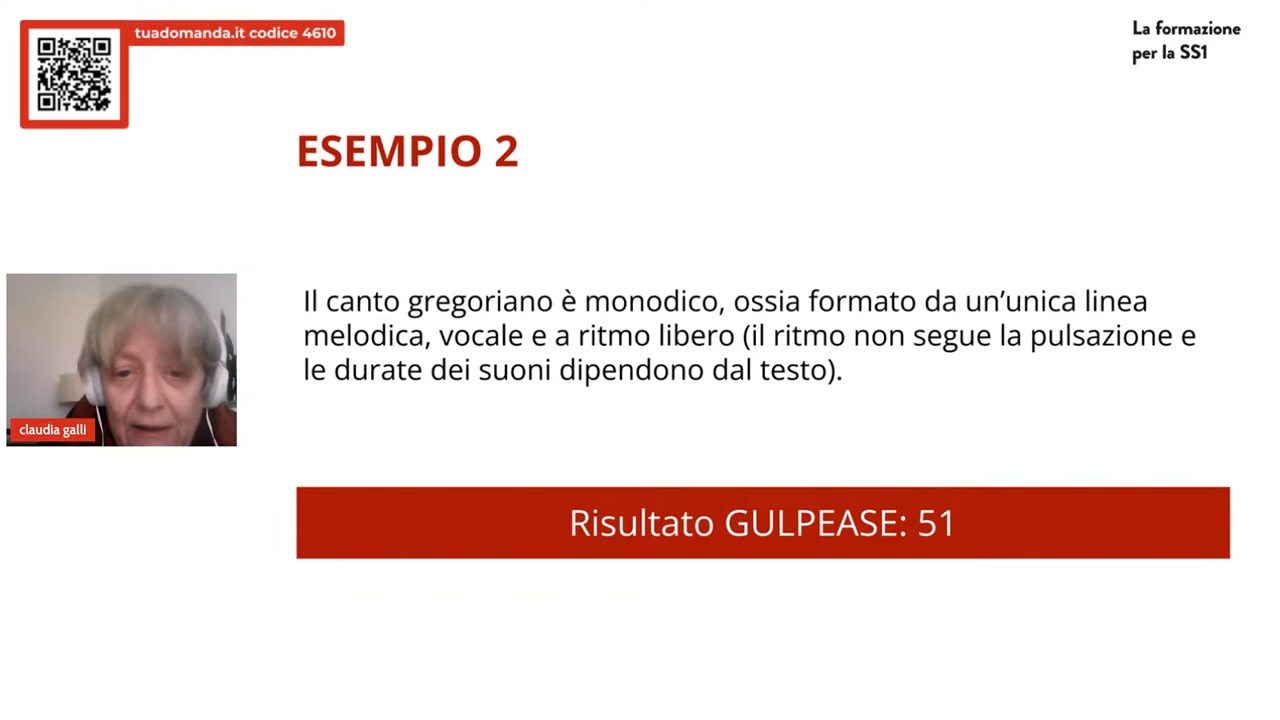 tuadomanda.it codice 4610
La formazione
per la SS1
ESEMPIO 2
Il canto gregoriano è monodico, ossia formato da un’unica linea
melodica, vocale e a ritmo libero (il ritmo non segue la pulsazione e
le durate dei suoni dipendono dal testo).
claudia galli
Risultato GULPEASE: 51